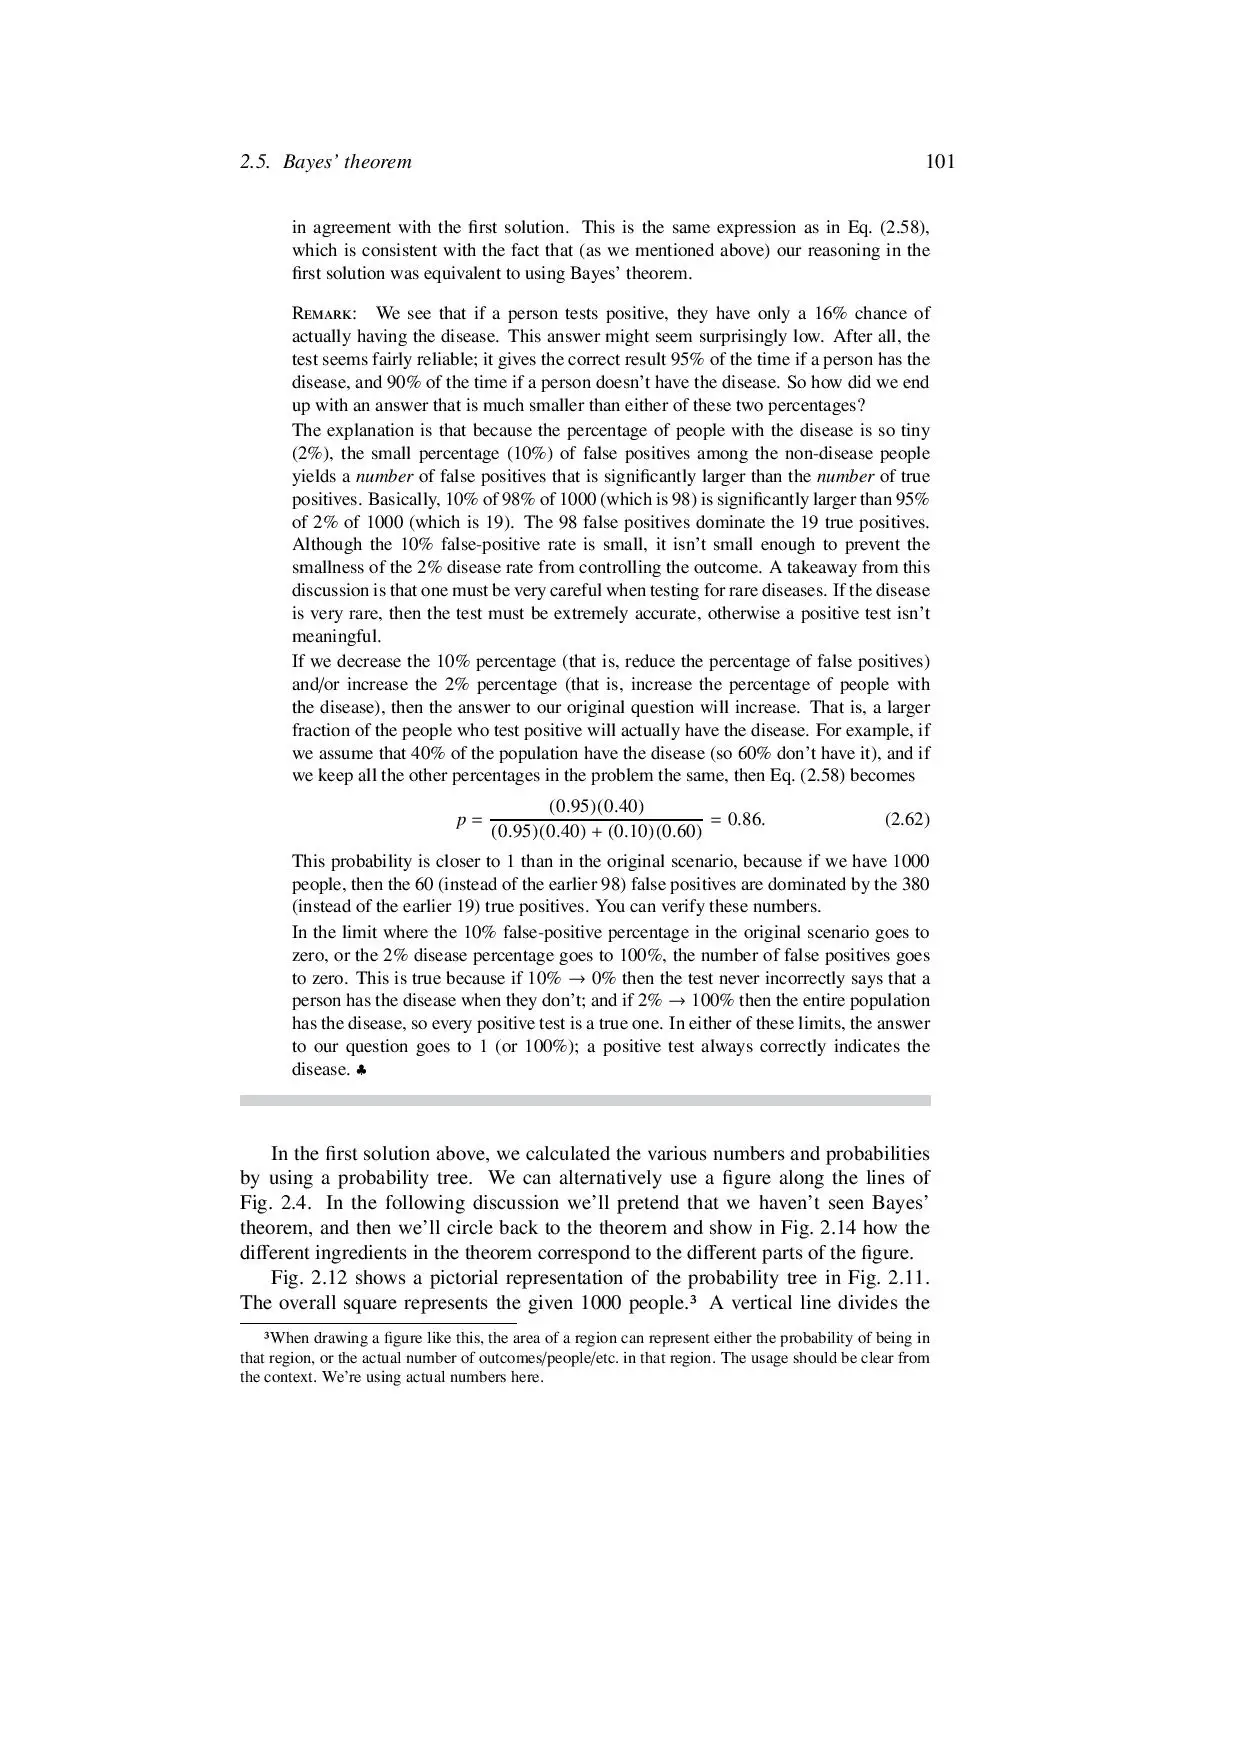 2.5. Bayes’ theorem 101
in agreement with the first solution. This is the same expression as in Eq. (2.58),
which is consistent with the fact that (as we mentioned above) our reasoning in the
first solution was equivalent to using Bayes’ theorem.
REMARK: We see that if a person tests positive, they have only a 16% chance of
actually having the disease. This answer might seem surprisingly low. After all, the
test seems fairly reliable; it gives the correct result 95% of the time if a person has the
disease, and 90% of the time if a person doesn’t have the disease. So how did we end
up with an answer that is much smaller than either of these two percentages?
The explanation is that because the percentage of people with the disease is so tiny
(2%), the small percentage (10%) of false positives among the non-disease people
yields a number of false positives that is significantly larger than the number of true
positives. Basically, 10% of 98% of 1000 (which is 98) is significantly larger than 95%
of 2% of 1000 (which is 19). The 98 false positives dominate the 19 true positives.
Although the 10% false-positive rate is small, it isn’t small enough to prevent the
smallness of the 2% disease rate from controlling the outcome. A takeaway from this
discussion is that one must be very careful when testing for rare diseases. If the disease
is very rare, then the test must be extremely accurate, otherwise a positive test isn’t
meaningful.
If we decrease the 10% percentage (that is, reduce the percentage of false positives)
and/or increase the 2% percentage (that is, increase the percentage of people with
the disease), then the answer to our original question will increase. That is, a larger
fraction of the people who test positive will actually have the disease. For example, if
we assume that 40% of the population have the disease (so 60% don’t have it), and if
we keep all the other percentages in the problem the same, then Eq. (2.58) becomes
(0.95)(0.40)
p = = 0.86. (2.62)
(0.95)(0.40) + (0.10)(0.60)
This probability is closer to 1 than in the original scenario, because if we have 1000
people, then the 60 (instead of the earlier 98) false positives are dominated by the 380
(instead of the earlier 19) true positives. You can verify these numbers.
In the limit where the 10% false-positive percentage in the original scenario goes to
zero, or the 2% disease percentage goes to 100%, the number of false positives goes
to zero. This is true because if 10% → 0% then the test never incorrectly says that a
person has the disease when they don’t; and if 2% → 100% then the entire population
has the disease, so every positive test is a true one. In either of these limits, the answer
to our question goes to 1 (or 100%); a positive test always correctly indicates the
disease. ♣
In the first solution above, we calculated the various numbers and probabilities
by using a probability tree. We can alternatively use a figure along the lines of
Fig. 2.4. In the following discussion we’ll pretend that we haven’t seen Bayes’
theorem, and then we’ll circle back to the theorem and show in Fig. 2.14 how the
different ingredients in the theorem correspond to the different parts of the figure.
Fig. 2.12 shows a pictorial representation of the probability tree in Fig. 2.11.
The overall square represents the given 1000 people.³ A vertical line divides the
³When drawing a figure like this, the area of a region can represent either the probability of being in
that region, or the actual number of outcomes/people/etc. in that region. The usage should be clear from
the context. We’re using actual numbers here.